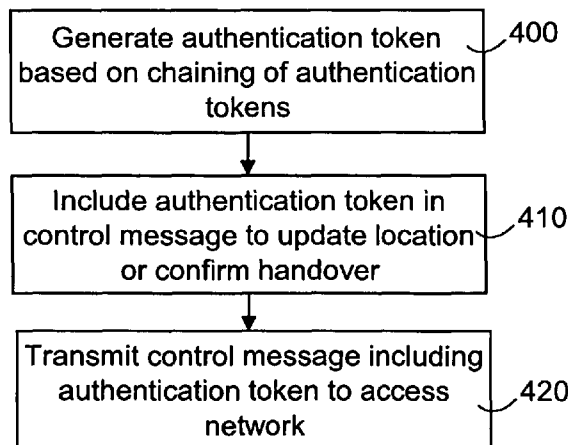 Generate authentication token
based on chaining of authentication
tokens
400
Include authentication token in
control message to update location
or confirm handover
410
Transmit control message including
authentication token to access
network
420